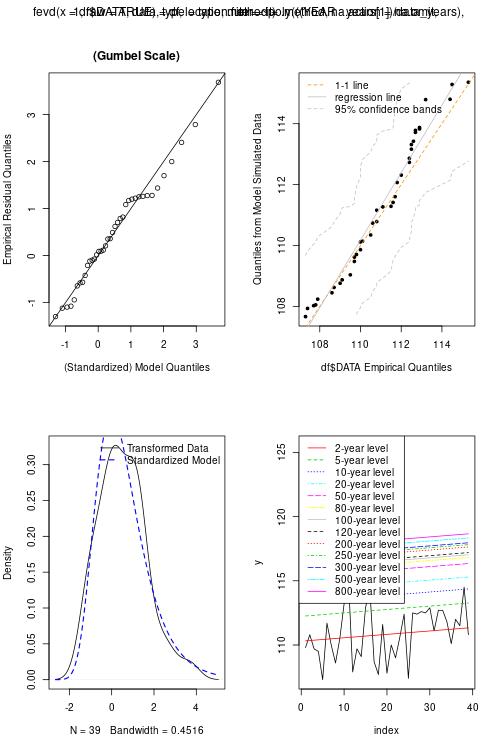 fevd(x =
(Gumbel Scale)
Empirical Residual Quantiles
3
2
1
0
-1
-1
0
1
2
3
(Standardized) Model Quantiles
1-1 line
regression line
95% confidence bands
Quantiles from Model Simulated Data
114
112
110
108
108
110
112
114
df$DATA Empirical Quantiles
Transformed Data
Standardized Model
Density
0.30
0.25
0.20
0.15
0.10
0.05
0.00
-2
0
2
4
N = 39 Bandwidth = 0.4516
2-year level
5-year level
10-year level
20-year level
50-year level
80-year level
100-year level
120-year level
200-year level
250-year level
300-year level
500-year level
800-year level
y
125
120
115
110
0
10
20
30
40
index